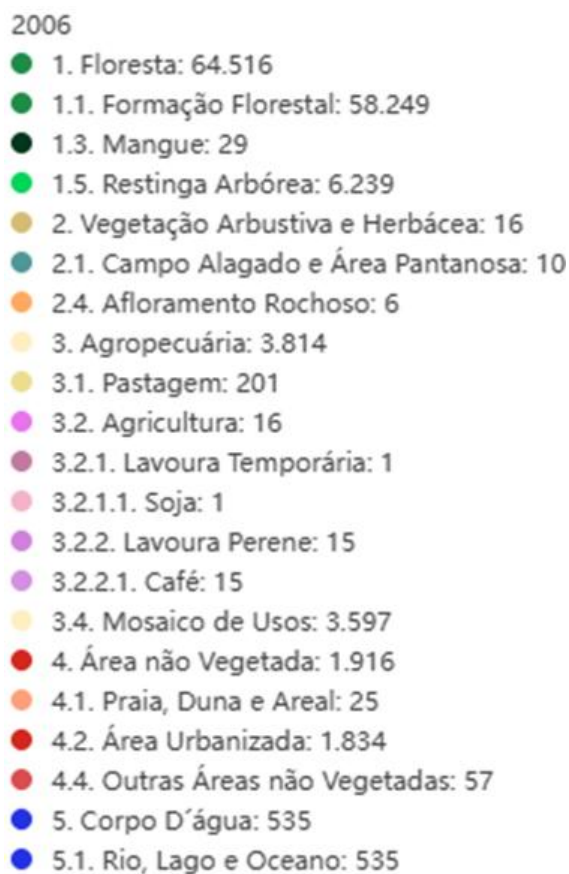 2006
1. Floresta: 64.516
1.1. Formação Florestal: 58.249
1.3. Mangue: 29
1.5. Restinga Arbórea: 6.239
2. Vegetação Arbustiva e Herbácea: 16
2.1. Campo Alagado e Área Pantanosa: 10
2.4. Afloramento Rochoso: 6
3. Agropecuária: 3.814
3.1. Pastagem: 201
3.2. Agricultura: 16
3.2.1. Lavoura Temporária: 1
3.2.1.1. Soja: 1
3.2.2. Lavoura Perene: 15
3.2.2.1. Café: 15
3.4. Mosaico de Usos: 3.597
4. Área não Vegetada: 1.916
4.1. Praia, Duna e Areal: 25
4.2. Área Urbanizada: 1.834
4.4. Outras Áreas não Vegetadas: 57
5. Corpo D´água: 535
5.1. Rio, Lago e Oceano: 535